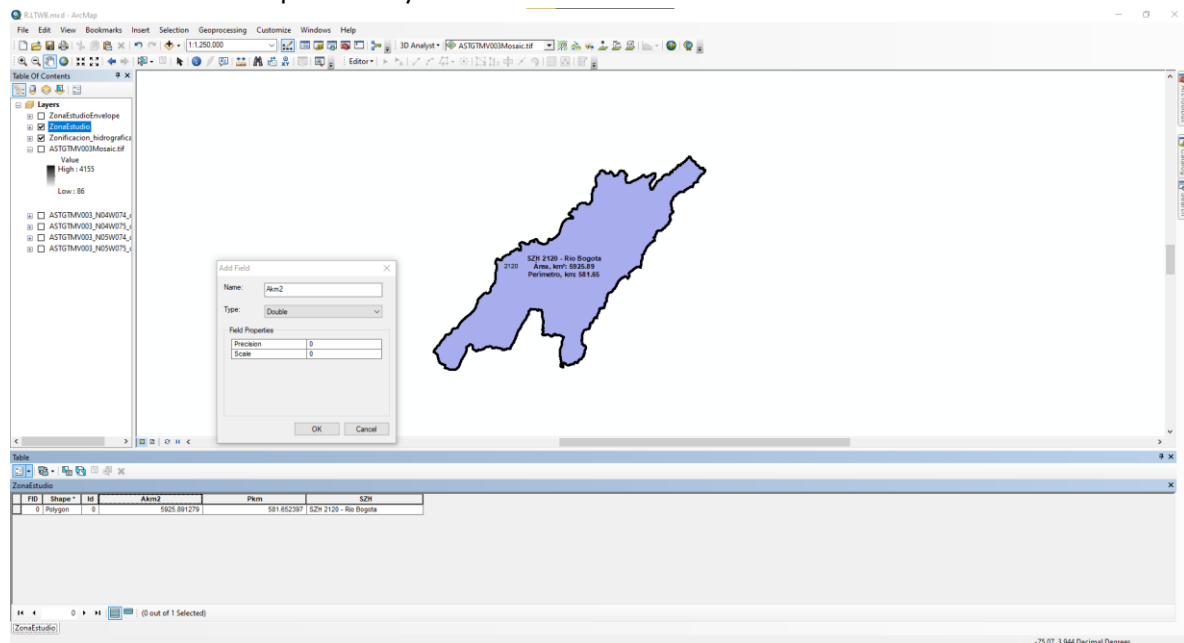 R.LTWB.mxd - ArcMap
File Edit View Bookmarks Insert Selection Geoprocessing Customize Windows Help
1:1,250,000 3D Analyst ASTGTMV003Mosaic.tif
Editor
Table Of Contents
Layers
ZonaEstudioEnvelope
ZonaEstudio
Zonificacion_hidrografica
ASTGTMV003Mosaic.tif
Value
High : 4155
Low : 86
ASTGTMV003_N04W074_
ASTGTMV003_N04W075_
ASTGTMV003_N05W074_
ASTGTMV003_N05W075_
SZH 2120 - Rio Bogota
2120 Área, km²: 5925.89
Perímetro, km: 581.65
Add Field
Name: Akm2
Type: Double
Field Properties
Precision 0
Scale 0
OK Cancel
Table
ZonaEstudio
FID Shape * Id Akm2 Pkm SZH
0 Polygon 0 5925.891279 581.652397 SZH 2120 - Rio Bogota
0 (0 out of 1 Selected)
ZonaEstudio
-75.07 3.944 Decimal Degrees